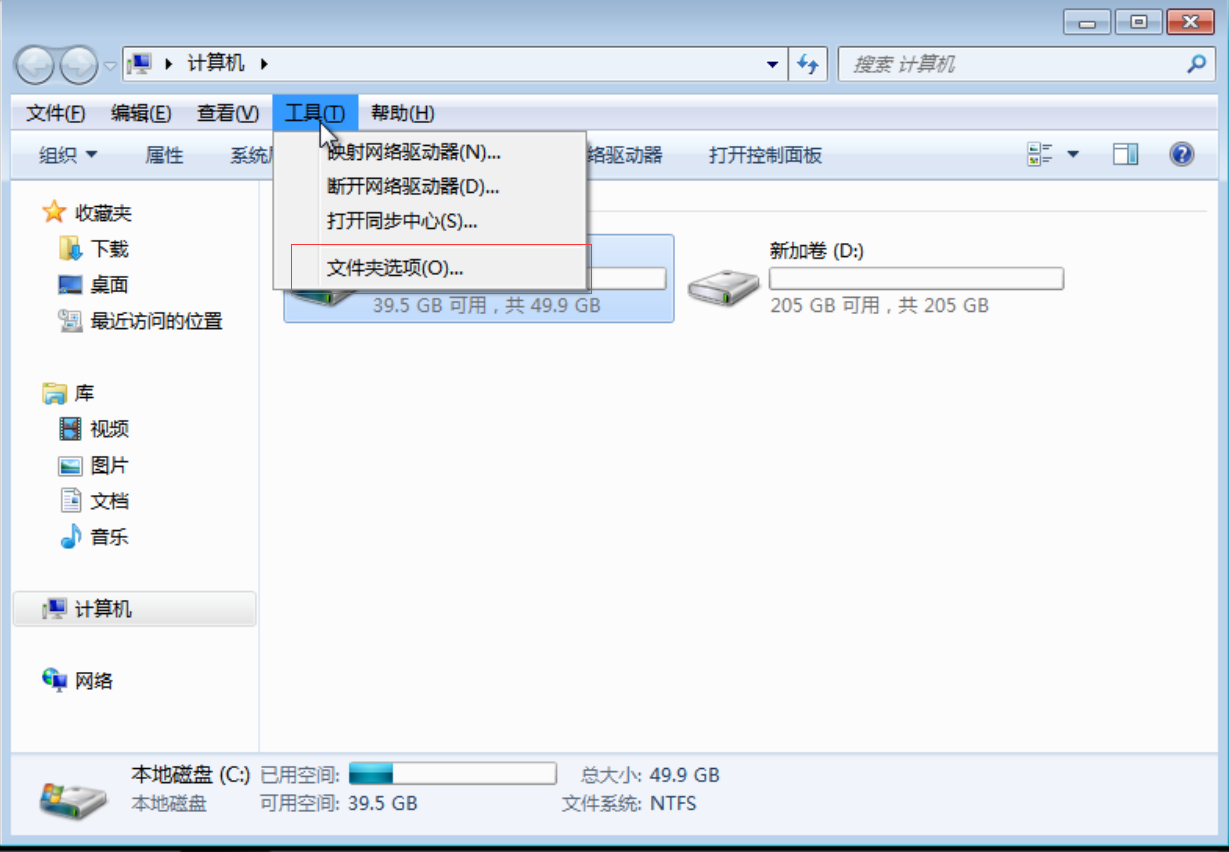 计算机
搜索 计算机
文件(F) 编辑(E) 查看(V) 工具(T) 帮助(H)
组织 属性 系统 络驱动器 打开控制面板
映射网络驱动器(N)...
断开网络驱动器(D)...
打开同步中心(S)...
文件夹选项(O)...
收藏夹
下载
桌面
最近访问的位置
库
视频
图片
文档
音乐
计算机
网络
39.5 GB 可用，共 49.9 GB
新加卷 (D:)
205 GB 可用，共 205 GB
本地磁盘 (C:) 已用空间: 总大小: 49.9 GB
本地磁盘 可用空间: 39.5 GB 文件系统: NTFS